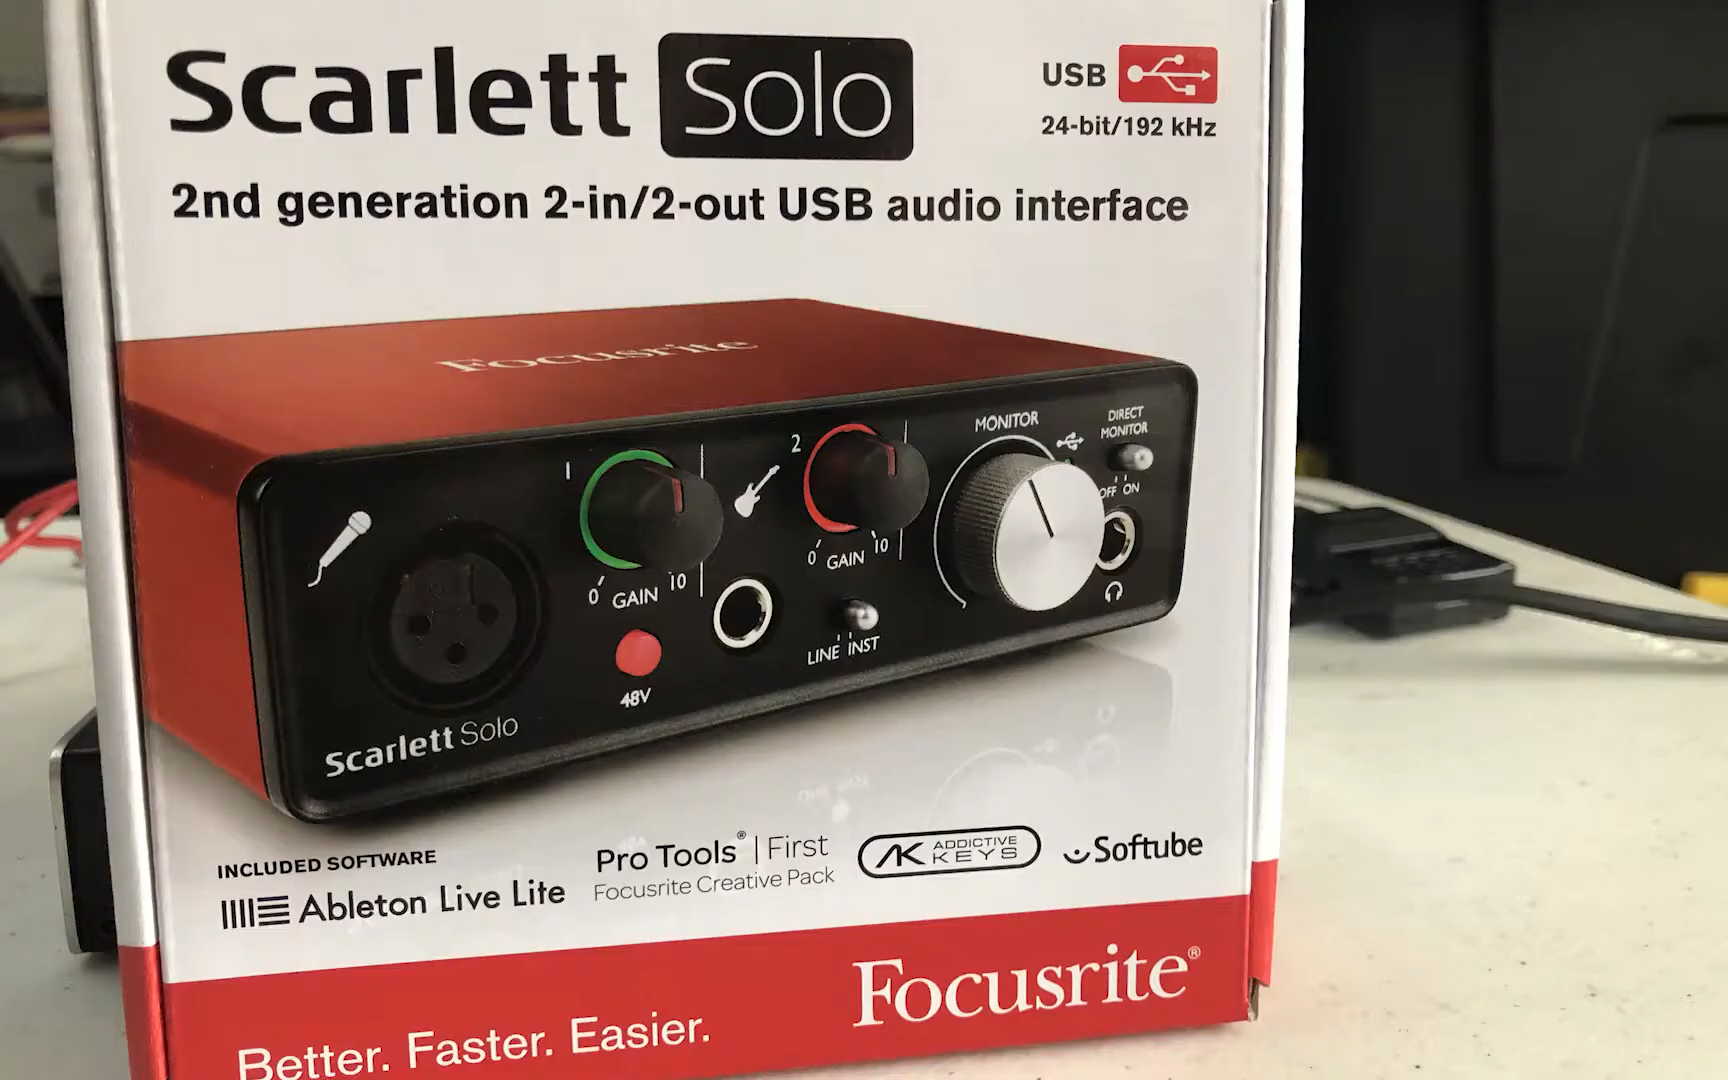 Scarlett Solo
USB
24-bit/192 kHz
2nd generation 2-in/2-out USB audio interface
Focusrite
1
2
MONITOR
DIRECT
MONITOR
OFF ON
0 GAIN 10
0 GAIN 10
LINE INST
48V
Scarlett Solo
INCLUDED SOFTWARE
Ableton Live Lite
Pro Tools® | First
Focusrite Creative Pack
ADDICTIVE
KEYS
Softube
Focusrite®
Better. Faster. Easier.